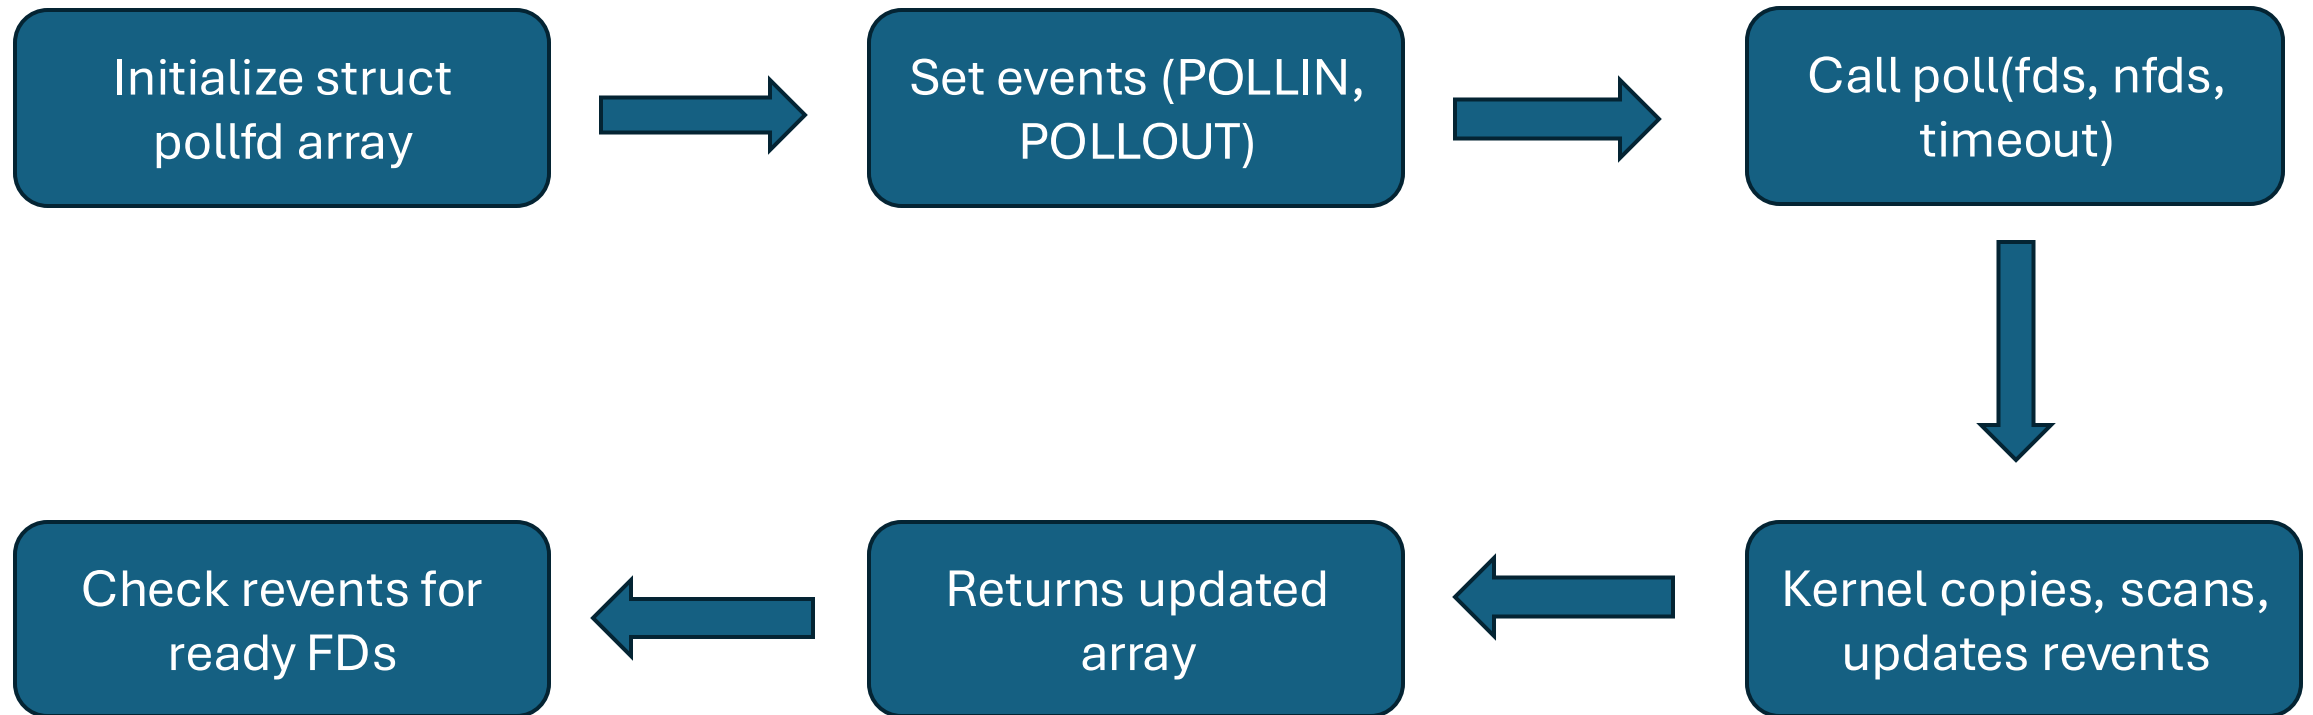 Initialize struct
pollfd array
Set events (POLLIN,
POLLOUT)
Call poll(fds, nfds,
timeout)
Kernel copies, scans,
updates revents
Returns updated
array
Check revents for
ready FDs